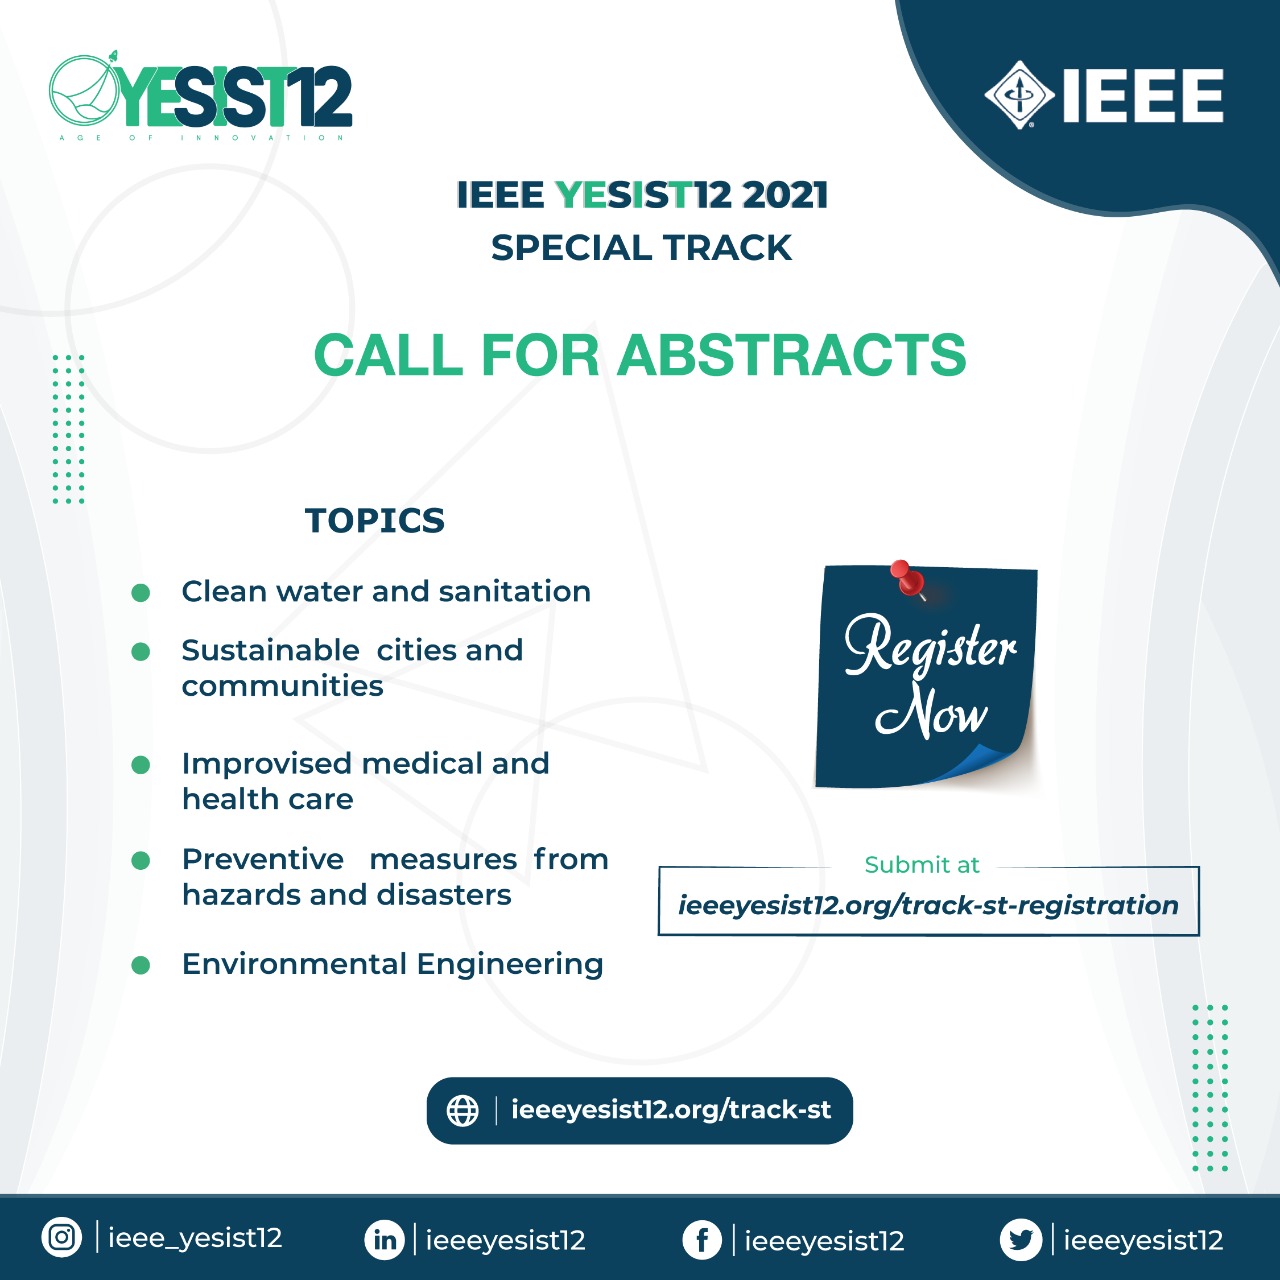 YESIST12
AGE OF INNOVATION
IEEE
IEEE YESIST12 2021
SPECIAL TRACK
CALL FOR ABSTRACTS
TOPICS
Clean water and sanitation
Sustainable cities and
communities
Improvised medical and
health care
Preventive measures from
hazards and disasters
Environmental Engineering
Register
Now
Submit at
ieeeyesist12.org/track-st-registration
ieeeyesist12.org/track-st
ieee_yesist12
ieeeyesist12
ieeeyesist12
ieeeyesist12